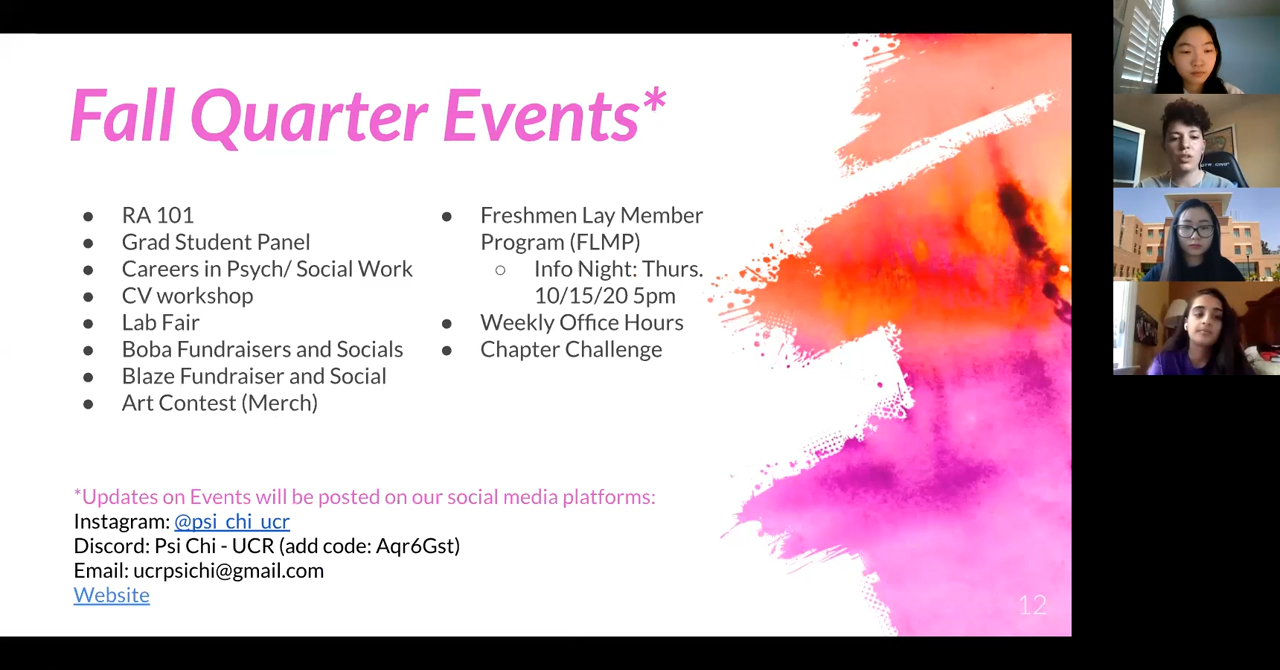 Fall Quarter Events*
● RA 101
● Grad Student Panel
● Careers in Psych/ Social Work
● CV workshop
● Lab Fair
● Boba Fundraisers and Socials
● Blaze Fundraiser and Social
● Art Contest (Merch)
● Freshmen Lay Member
Program (FLMP)
○ Info Night: Thurs.
10/15/20 5pm
● Weekly Office Hours
● Chapter Challenge
*Updates on Events will be posted on our social media platforms:
Instagram: @psi_chi_ucr
Discord: Psi Chi - UCR (add code: Aqr6Gst)
Email: ucrpsichi@gmail.com
Website
12